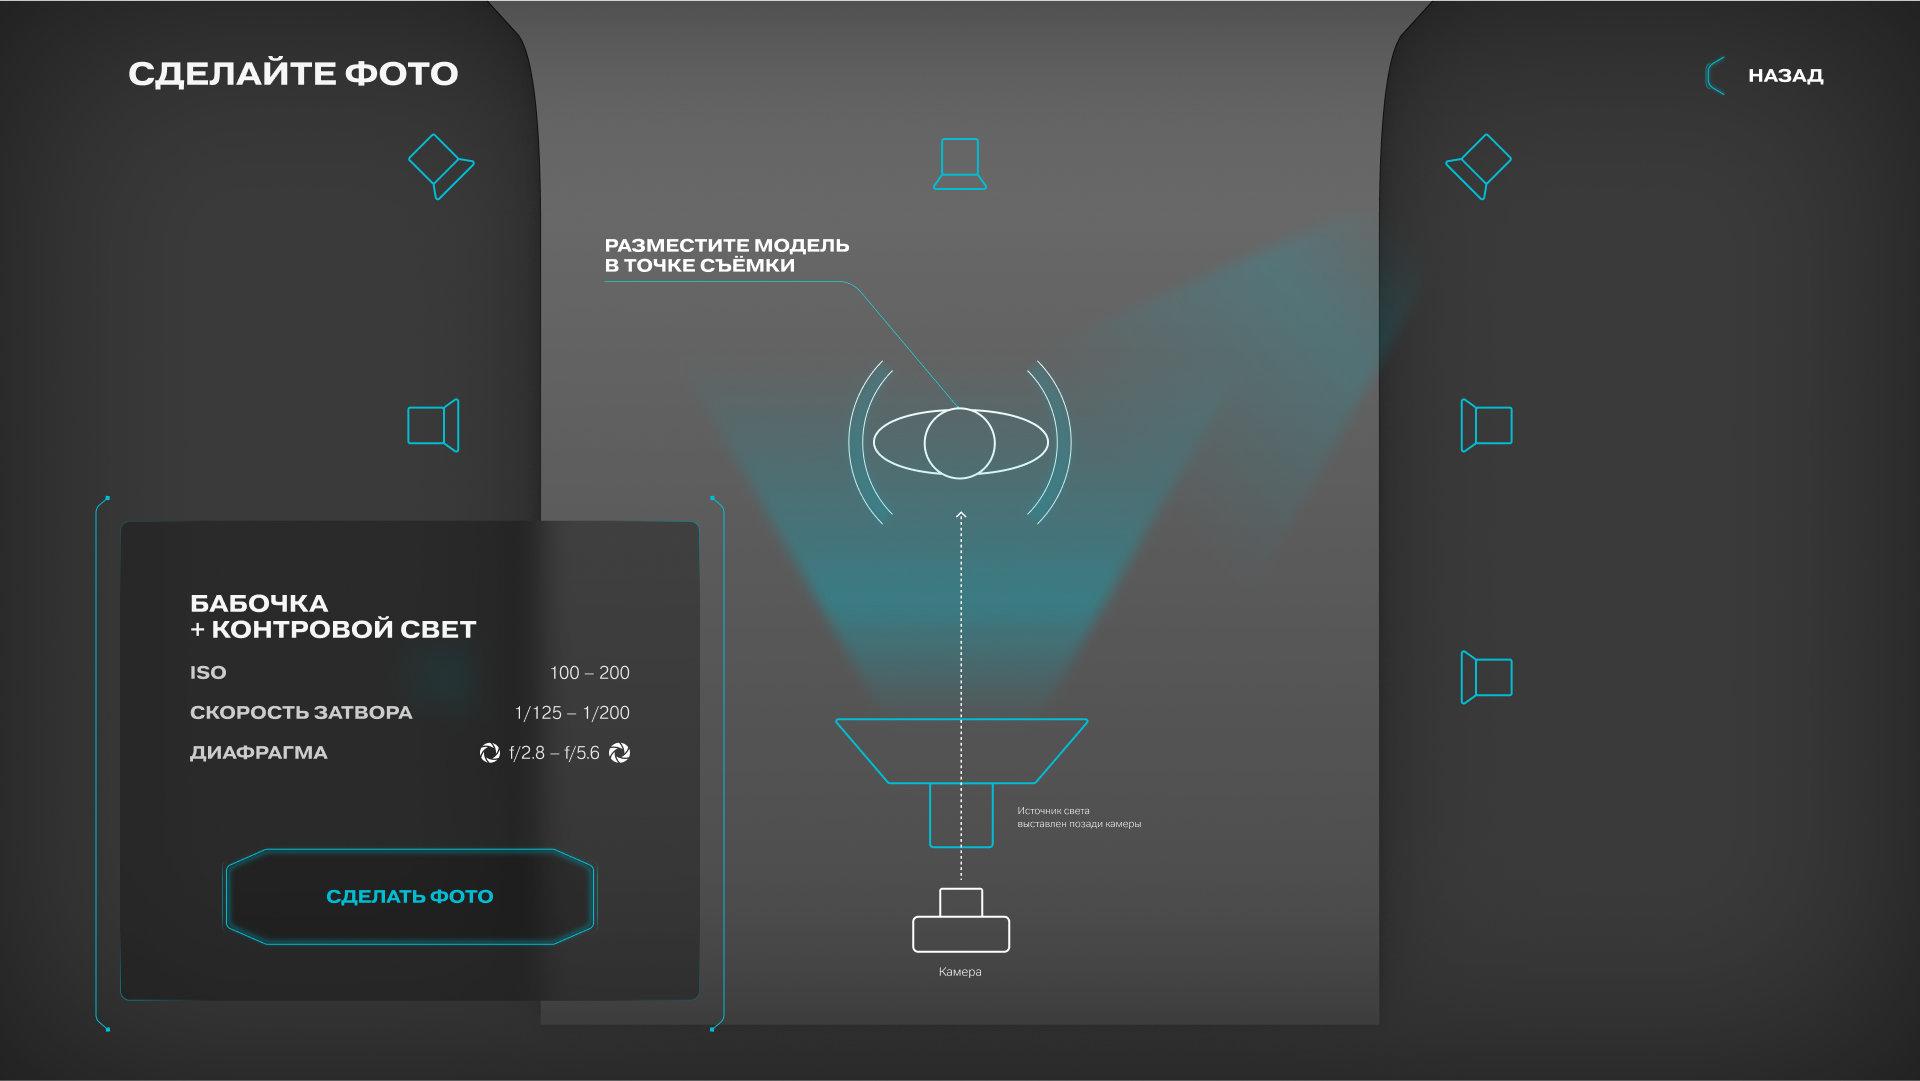 СДЕЛАЙТЕ ФОТО
НАЗАД
РАЗМЕСТИТЕ МОДЕЛЬ
В ТОЧКЕ СЪЁМКИ
БАБОЧКА
+ КОНТРОВОЙ СВЕТ
ISO 100 – 200
СКОРОСТЬ ЗАТВОРА 1/125 – 1/200
ДИАФРАГМА f/2.8 – f/5.6
СДЕЛАТЬ ФОТО
Источник света
выставлен позади камеры
Камера